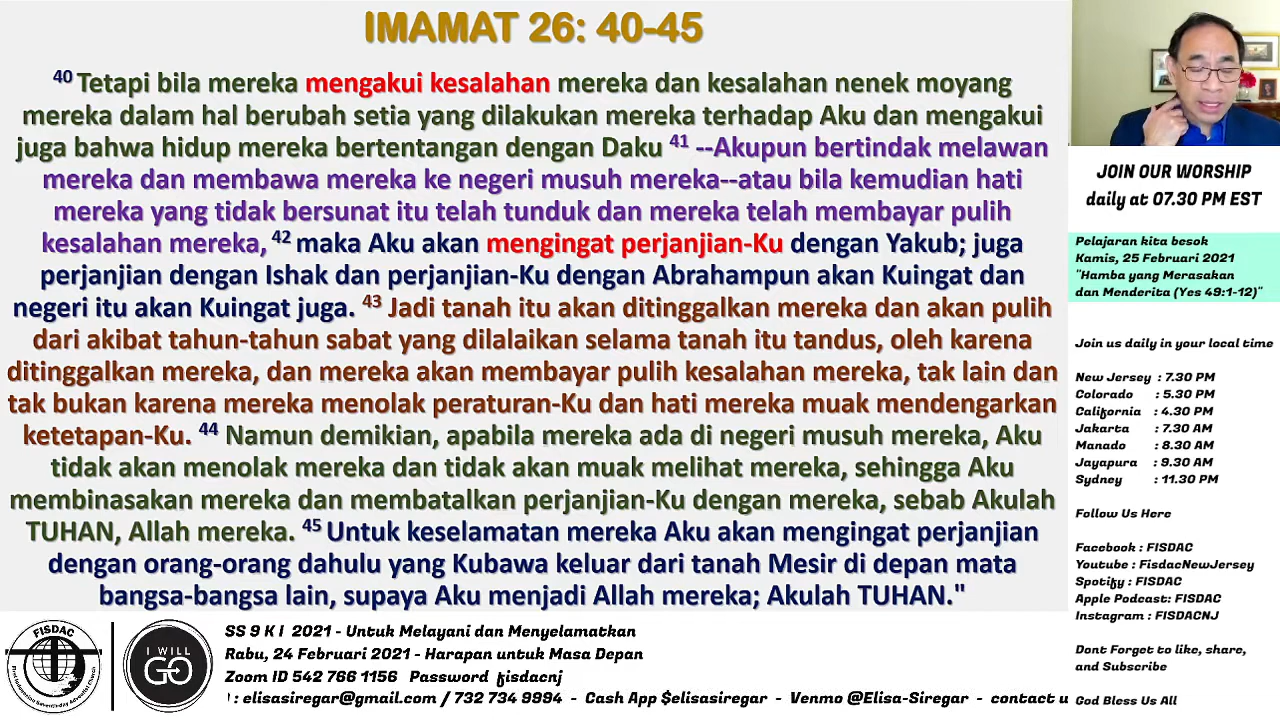 IMAMAT 26: 40-45
40 Tetapi bila mereka mengakui kesalahan mereka dan kesalahan nenek moyang
mereka dalam hal berubah setia yang dilakukan mereka terhadap Aku dan mengakui
juga bahwa hidup mereka bertentangan dengan Daku 41 --Akupun bertindak melawan
mereka dan membawa mereka ke negeri musuh mereka--atau bila kemudian hati
mereka yang tidak bersunat itu telah tunduk dan mereka telah membayar pulih
kesalahan mereka, 42 maka Aku akan mengingat perjanjian-Ku dengan Yakub; juga
perjanjian dengan Ishak dan perjanjian-Ku dengan Abrahampun akan Kuingat dan
negeri itu akan Kuingat juga. 43 Jadi tanah itu akan ditinggalkan mereka dan akan pulih
dari akibat tahun-tahun sabat yang dilalaikan selama tanah itu tandus, oleh karena
ditinggalkan mereka, dan mereka akan membayar pulih kesalahan mereka, tak lain dan
tak bukan karena mereka menolak peraturan-Ku dan hati mereka muak mendengarkan
ketetapan-Ku. 44 Namun demikian, apabila mereka ada di negeri musuh mereka, Aku
tidak akan menolak mereka dan tidak akan muak melihat mereka, sehingga Aku
membinasakan mereka dan membatalkan perjanjian-Ku dengan mereka, sebab Akulah
TUHAN, Allah mereka. 45 Untuk keselamatan mereka Aku akan mengingat perjanjian
dengan orang-orang dahulu yang Kubawa keluar dari tanah Mesir di depan mata
bangsa-bangsa lain, supaya Aku menjadi Allah mereka; Akulah TUHAN."
JOIN OUR WORSHIP
daily at 07.30 PM EST
Pelajaran kita besok
Kamis, 25 Februari 2021
"Hamba yang Merasakan
dan Menderita (Yes 49:1-12)"
Join us daily in your local time
New Jersey : 7.30 PM
Colorado : 5.30 PM
California : 4.30 PM
Jakarta : 7.30 AM
Manado : 8.30 AM
Jayapura : 9.30 AM
Sydney : 11.30 PM
Follow Us Here
Facebook : FISDAC
Youtube : FisdacNewJersey
Spotify : FISDAC
Apple Podcast: FISDAC
Instagram : FISDACNJ
Dont Forget to like, share,
and Subscribe
God Bless Us All
FISDAC
First Indonesian Seventh-day Adventist Church
I WILL
GO
SS 9 K I 2021 - Untuk Melayani dan Menyelamatkan
Rabu, 24 Februari 2021 - Harapan untuk Masa Depan
Zoom ID 542 766 1156 Password fisdacnj
: elisasiregar@gmail.com / 732 734 9994 - Cash App $elisasiregar - Venmo @Elisa-Siregar - contact u